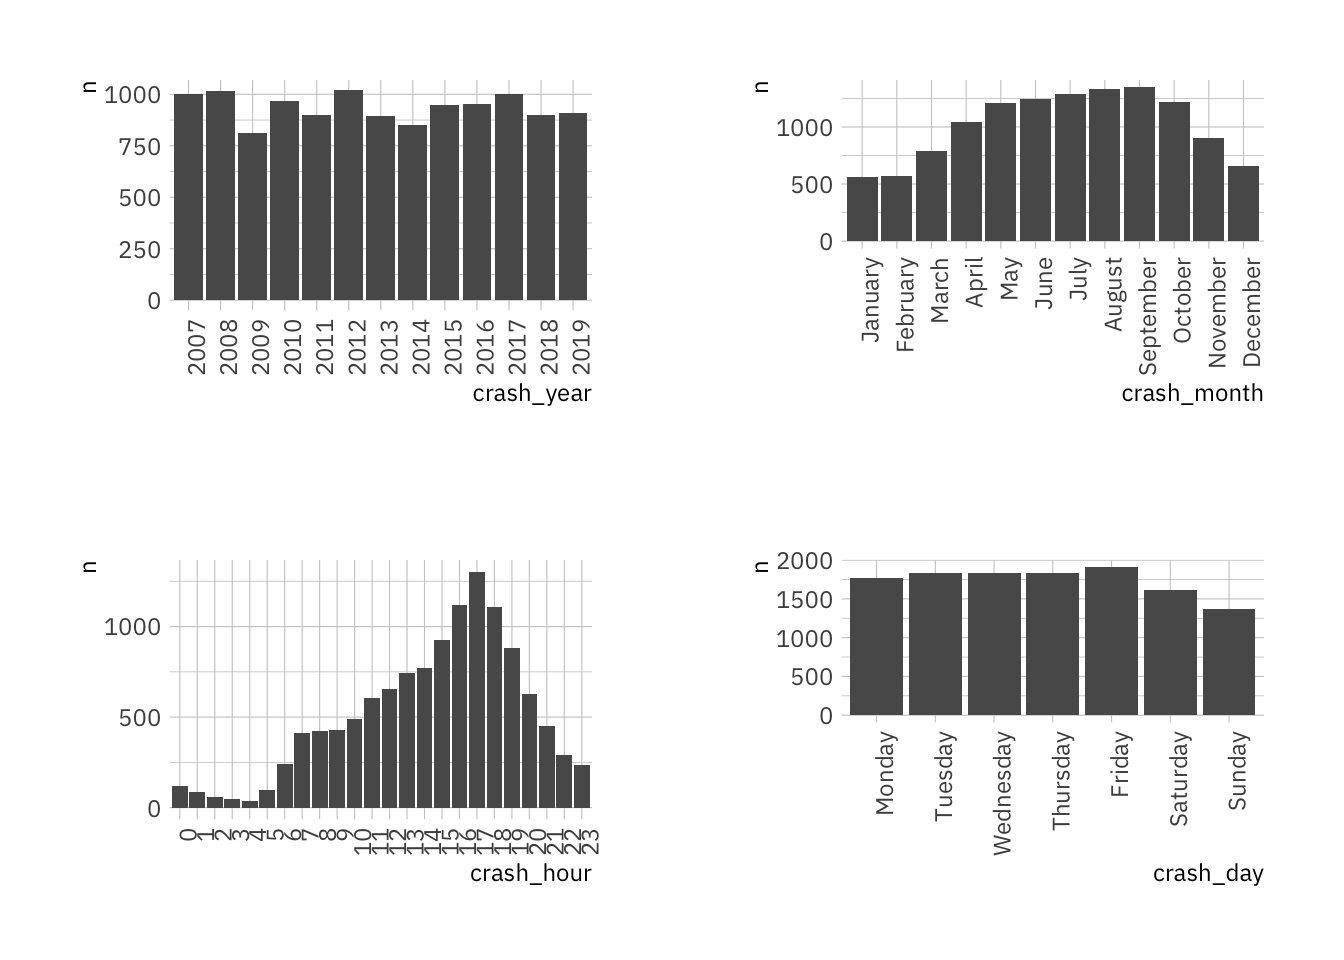 n
1000
750
500
250
0
2007 2008 2009 2010 2011 2012 2013 2014 2015 2016 2017 2018 2019
crash_year
n
1000
500
0
January February March April May June July August September October November December
crash_month
n
1000
500
0
0 1 2 3 4 5 6 7 8 9 10 11 12 13 14 15 16 17 18 19 20 21 22 23
crash_hour
n
2000
1500
1000
500
0
Monday Tuesday Wednesday Thursday Friday Saturday Sunday
crash_day